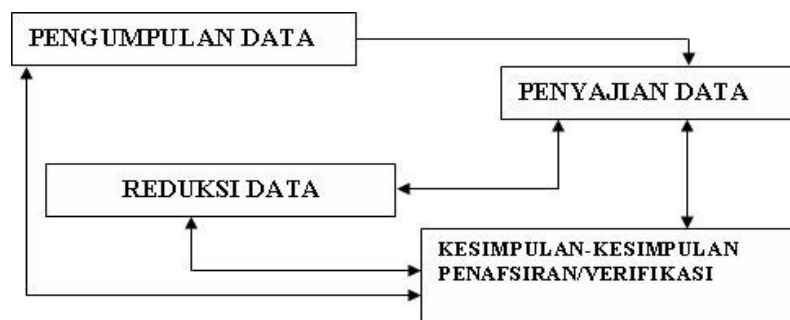 PENGUMPULAN DATA
PENYAJIAN DATA
REDUKSI DATA
KESIMPULAN-KESIMPULAN
PENAFSIRAN/VERIFIKASI